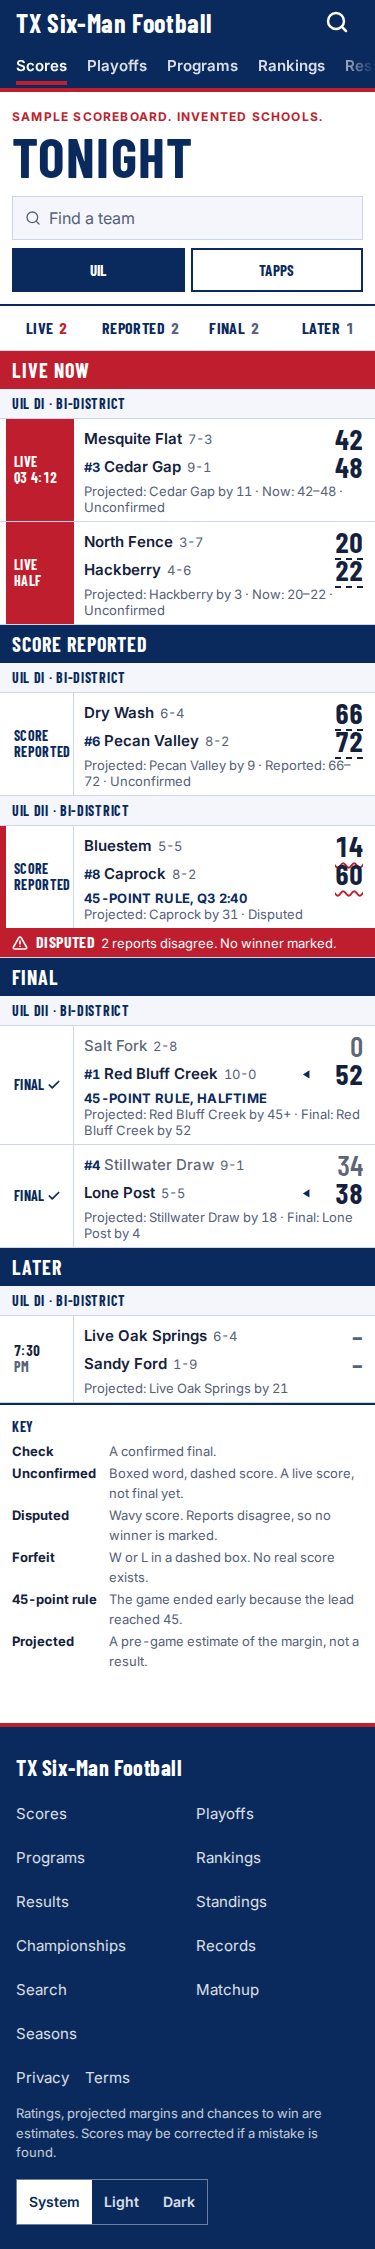 TX Six-Man Football
Scores Playoffs Programs Rankings Res
SAMPLE SCOREBOARD. INVENTED SCHOOLS.
TONIGHT
Find a team
UIL TAPPS
LIVE 2 REPORTED 2 FINAL 2 LATER 1
LIVE NOW
UIL DI · BI-DISTRICT
LIVE
Q3 4:12
Mesquite Flat 7-3 42
#3 Cedar Gap 9-1 48
Projected: Cedar Gap by 11 · Now: 42–48 ·
Unconfirmed
LIVE
HALF
North Fence 3-7 20
Hackberry 4-6 22
Projected: Hackberry by 3 · Now: 20–22 ·
Unconfirmed
SCORE REPORTED
UIL DI · BI-DISTRICT
SCORE
REPORTED
Dry Wash 6-4 66
#6 Pecan Valley 8-2 72
Projected: Pecan Valley by 9 · Reported: 66–
72 · Unconfirmed
UIL DII · BI-DISTRICT
SCORE
REPORTED
Bluestem 5-5 14
#8 Caprock 8-2 60
45-POINT RULE, Q3 2:40
Projected: Caprock by 31 · Disputed
DISPUTED 2 reports disagree. No winner marked.
FINAL
UIL DII · BI-DISTRICT
FINAL ✓
Salt Fork 2-8 0
#1 Red Bluff Creek 10-0 ◀ 52
45-POINT RULE, HALFTIME
Projected: Red Bluff Creek by 45+ · Final: Red
Bluff Creek by 52
FINAL ✓
#4 Stillwater Draw 9-1 34
Lone Post 5-5 ◀ 38
Projected: Stillwater Draw by 18 · Final: Lone
Post by 4
LATER
UIL DI · BI-DISTRICT
7:30
PM
Live Oak Springs 6-4 –
Sandy Ford 1-9 –
Projected: Live Oak Springs by 21
KEY
Check A confirmed final.
Unconfirmed Boxed word, dashed score. A live score,
not final yet.
Disputed Wavy score. Reports disagree, so no
winner is marked.
Forfeit W or L in a dashed box. No real score
exists.
45-point rule The game ended early because the lead
reached 45.
Projected A pre-game estimate of the margin, not a
result.
TX Six-Man Football
Scores Playoffs
Programs Rankings
Results Standings
Championships Records
Search Matchup
Seasons
Privacy Terms
Ratings, projected margins and chances to win are
estimates. Scores may be corrected if a mistake is
found.
System Light Dark